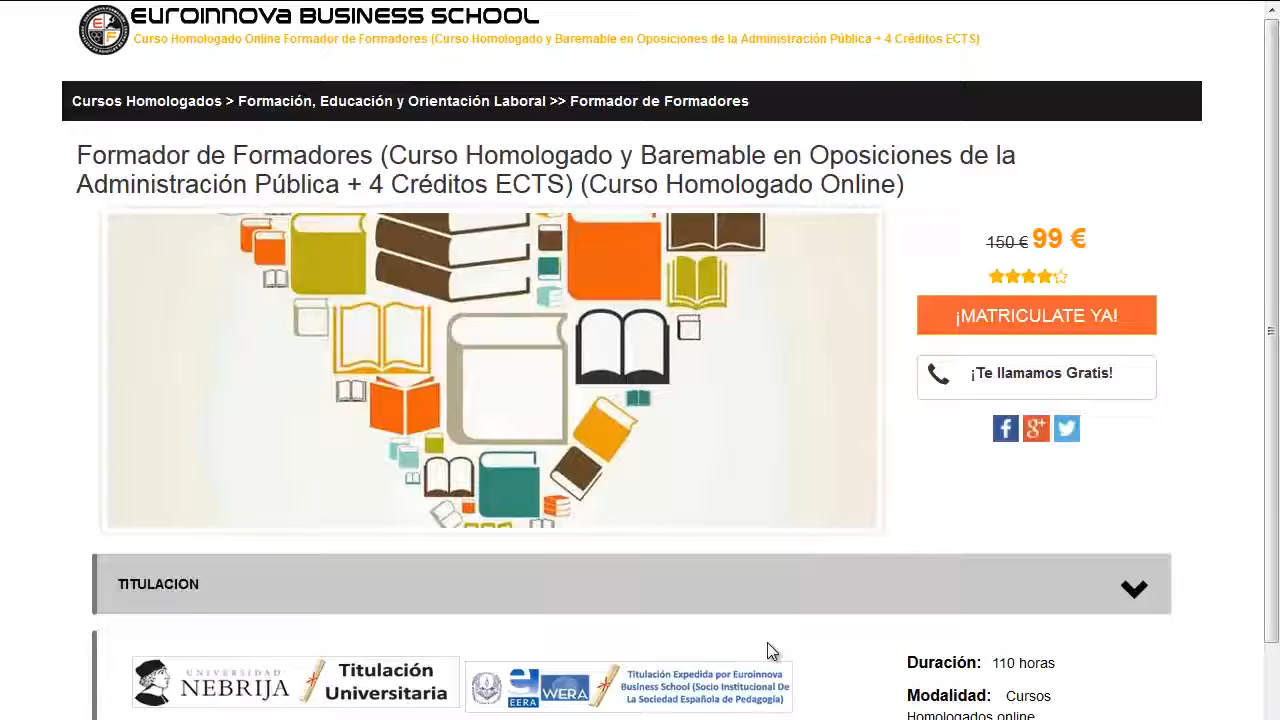 EUROINNOVA BUSINESS SCHOOL
Curso Homologado Online Formador de Formadores (Curso Homologado y Baremable en Oposiciones de la Administración Pública + 4 Créditos ECTS)
Cursos Homologados > Formación, Educación y Orientación Laboral >> Formador de Formadores
Formador de Formadores (Curso Homologado y Baremable en Oposiciones de la
Administración Pública + 4 Créditos ECTS) (Curso Homologado Online)
150 € 99 €
¡MATRICULATE YA!
¡Te llamamos Gratis!
TITULACION
UNIVERSIDAD
NEBRIJA
Titulación
Universitaria
EERA
WERA
Titulación Expedida por Euroinnova
Business School (Socio Institucional De
La Sociedad Española de Pedagogía)
Duración: 110 horas
Modalidad: Cursos
Homologados online